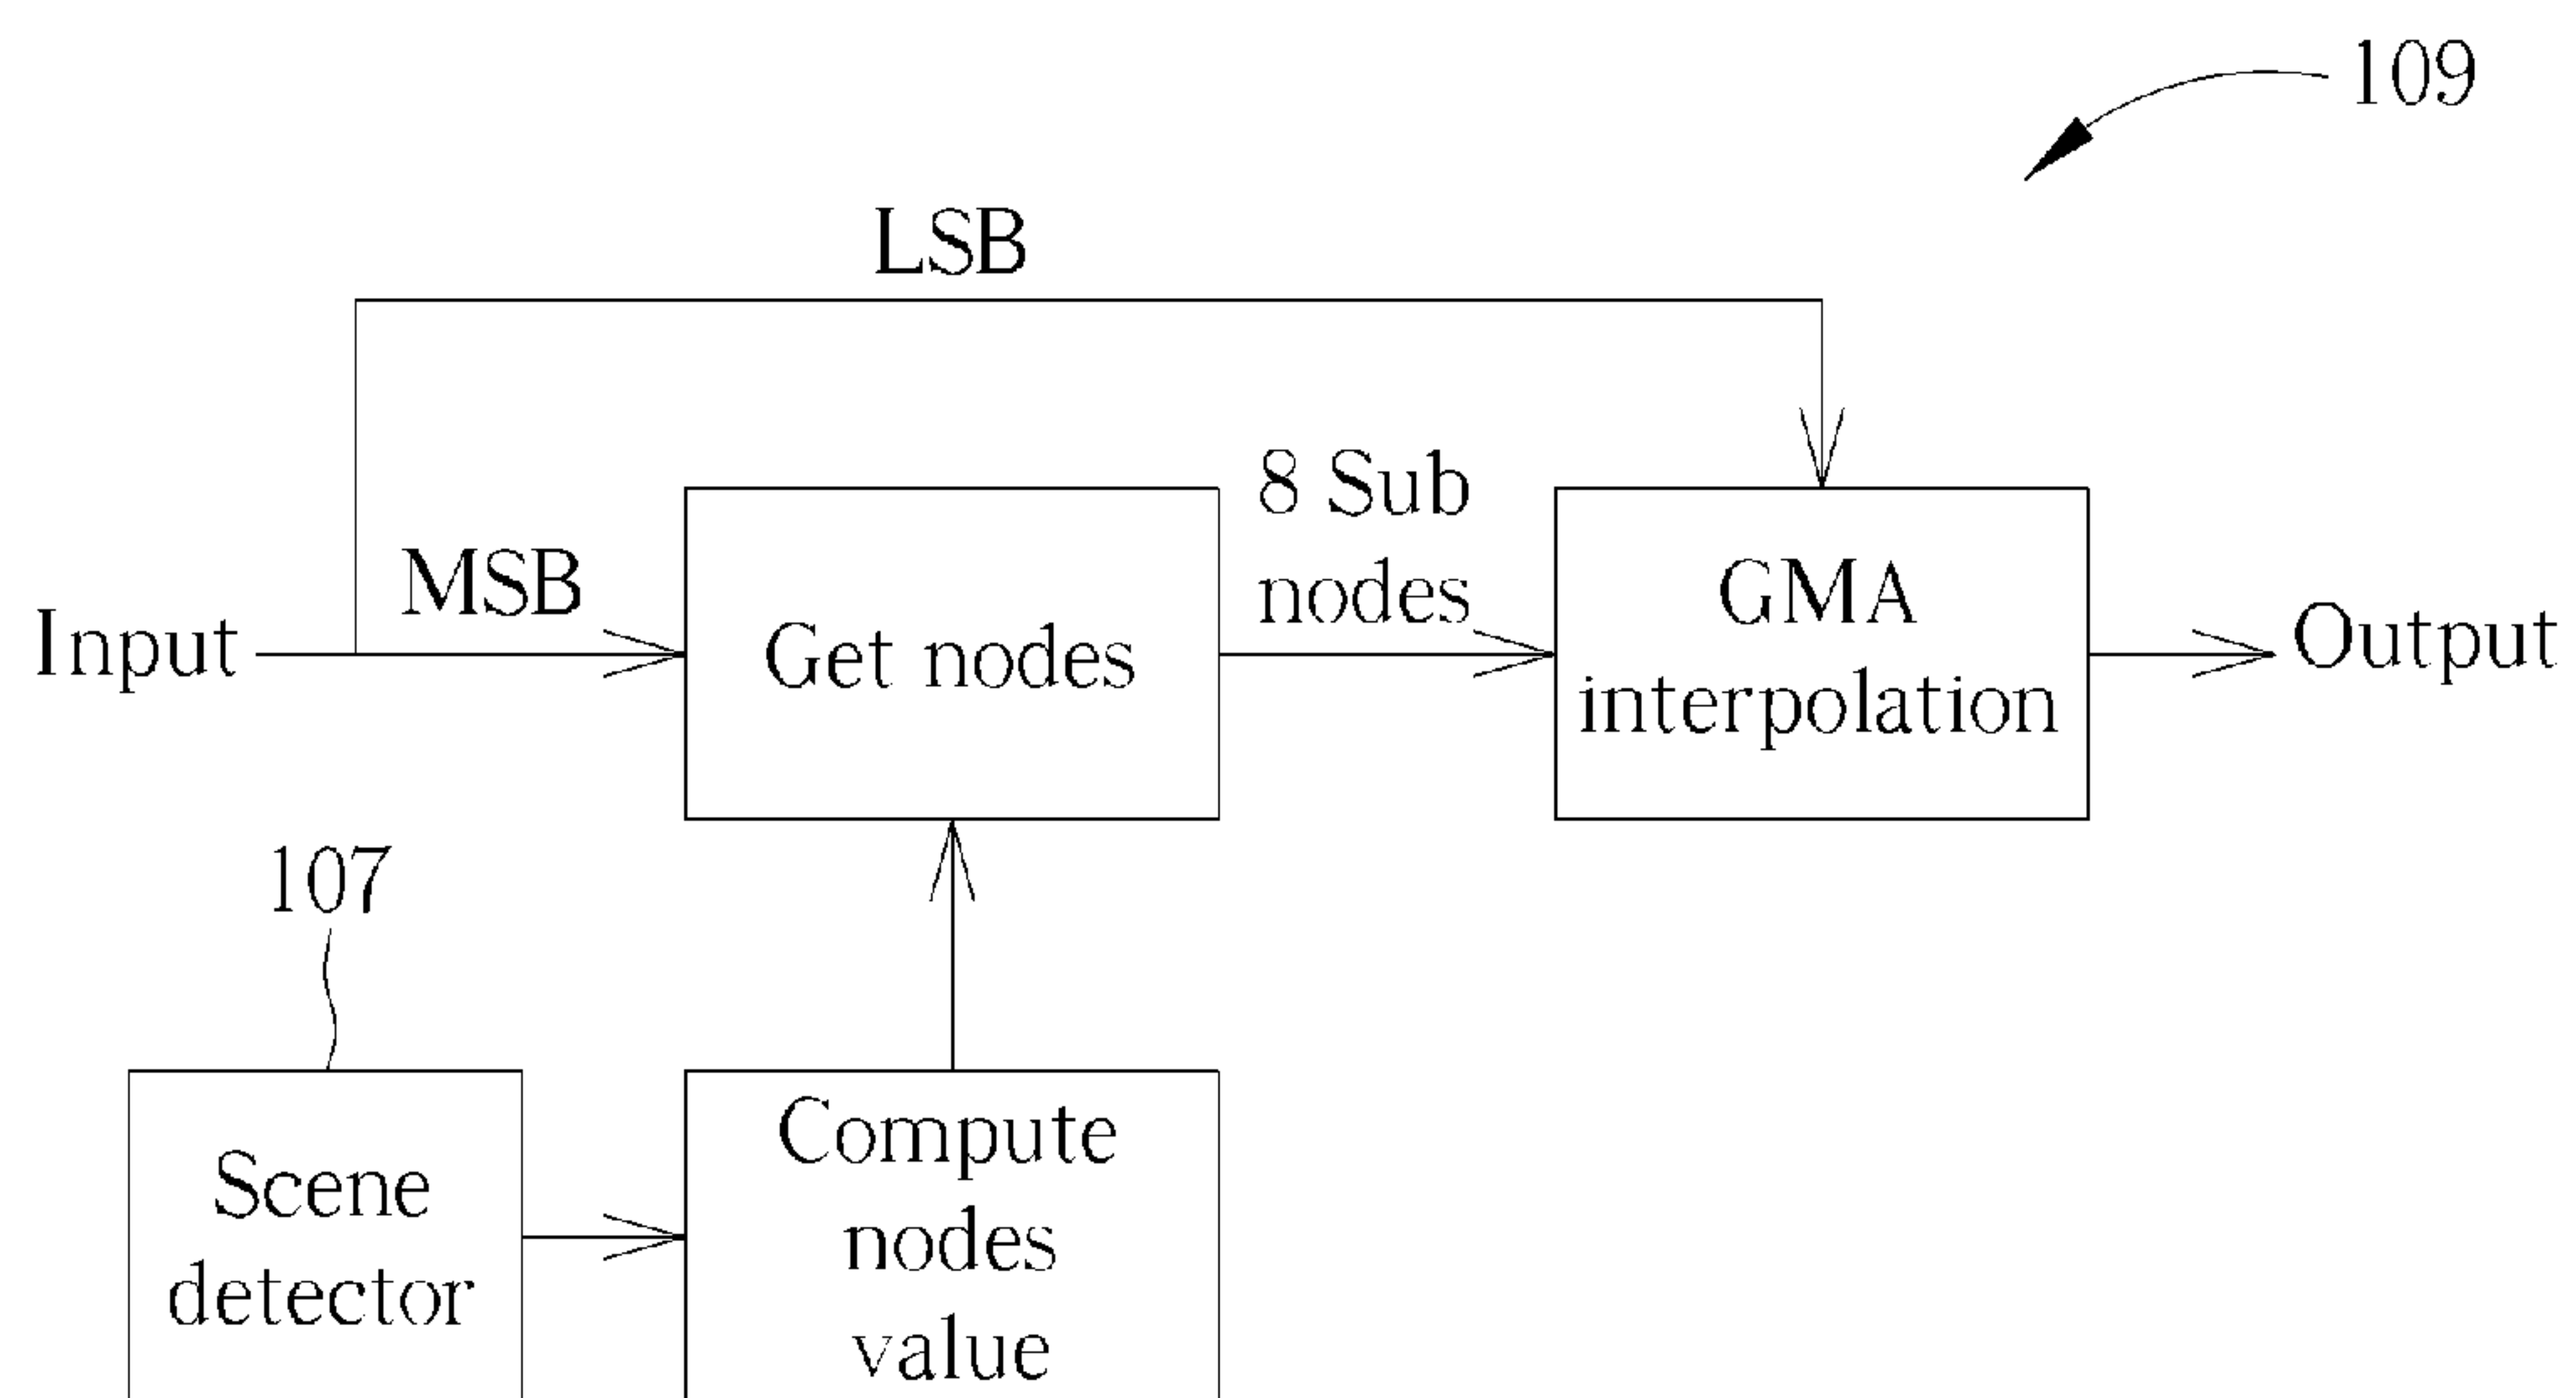 109
LSB
8 Sub
nodes
MSB
Input
Get nodes
GMA
interpolation
Output
107
Scene
detector
Compute
nodes
value